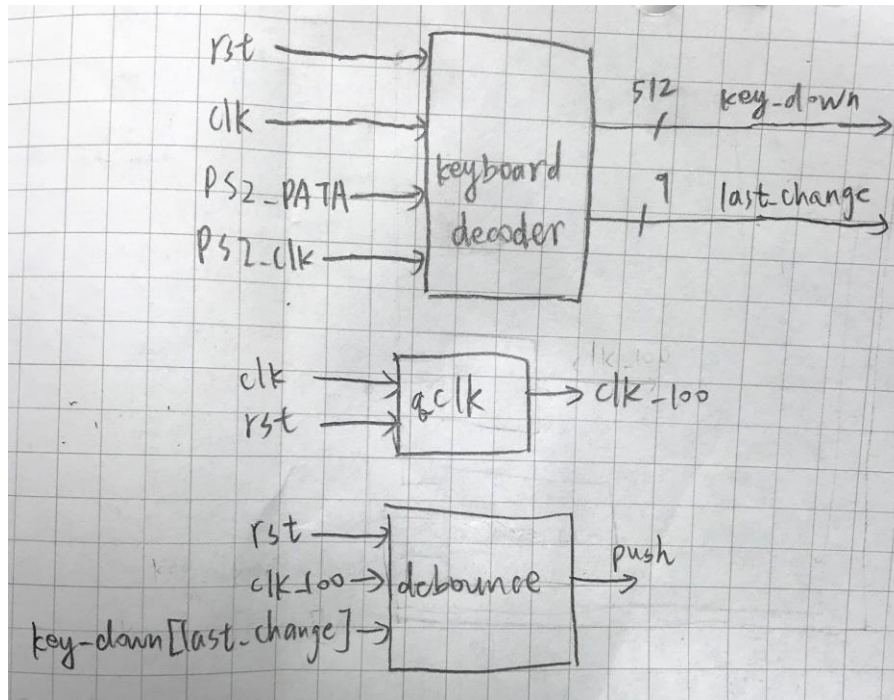 rst
clk
PS2_PATA
PS2_clk
keyboard
decoder
512 key_down
9 last_change
clk
rst
qclk
clk_100
rst
clk_100
key_down[last_change]
debounce
push